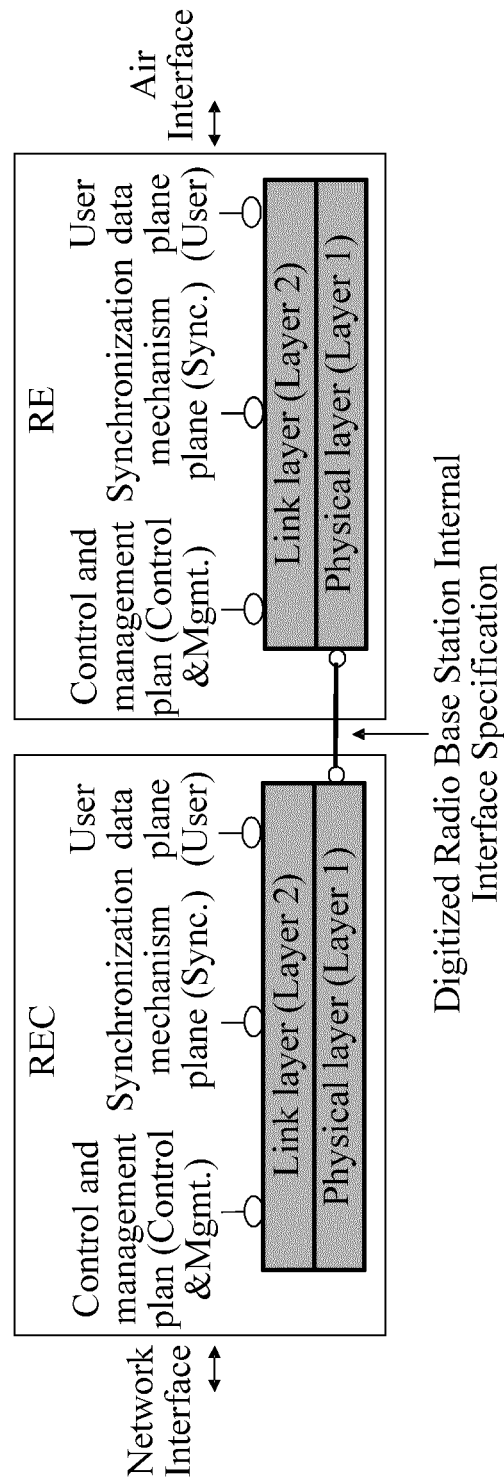 Network
Interface
REC
Control and
management
plan (Control
&Mgmt.)
Synchronization
mechanism
plane (Sync.)
User
data
plane
(User)
Link layer (Layer 2)
Physical layer (Layer 1)
RE
Control and
management
plan (Control
&Mgmt.)
Synchronization
mechanism
plane (Sync.)
User
data
plane
(User)
Link layer (Layer 2)
Physical layer (Layer 1)
Air
Interface
Digitized Radio Base Station Internal
Interface Specification